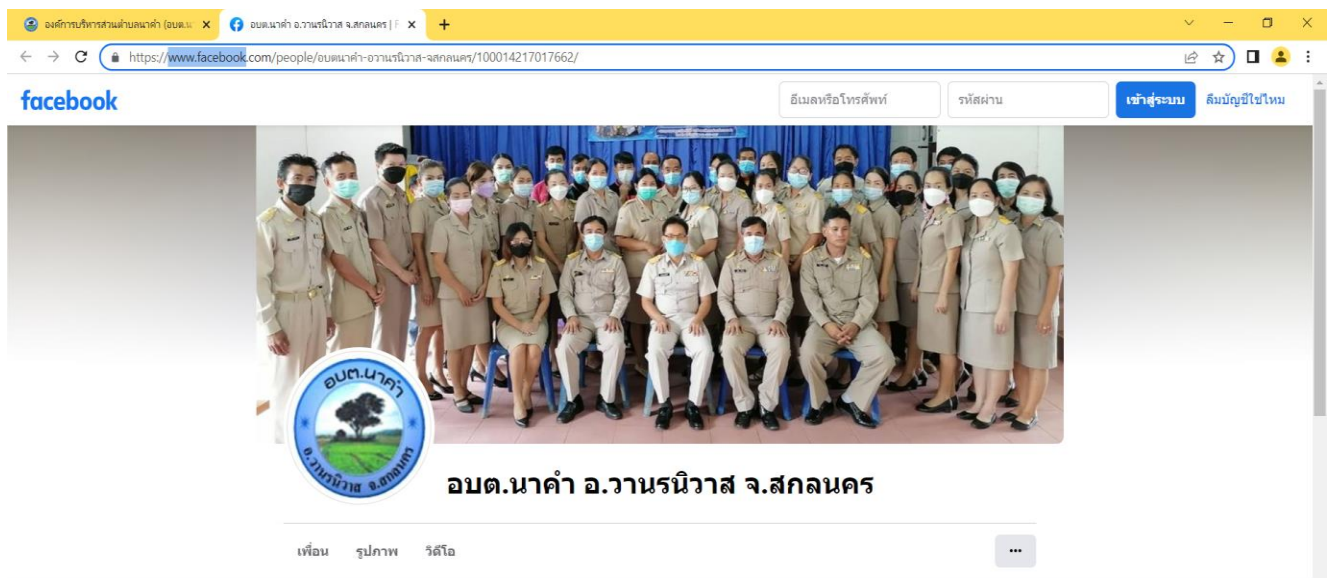 องค์การบริหารส่วนตำบลนาคำ (อบต.น
อบต.นาคำ อ.วานรนิวาส จ.สกลนคร | F
https://www.facebook.com/people/อบตนาคำ-อวานรนิวาส-จสกลนคร/100014217017662/
facebook
อีเมลหรือโทรศัพท์
รหัสผ่าน
เข้าสู่ระบบ
ลืมบัญชีใช่ไหม
อบต.นาคำ
อ.วานรนิวาส จ.สกลนคร
อบต.นาคำ อ.วานรนิวาส จ.สกลนคร
เพื่อน รูปภาพ วิดีโอ